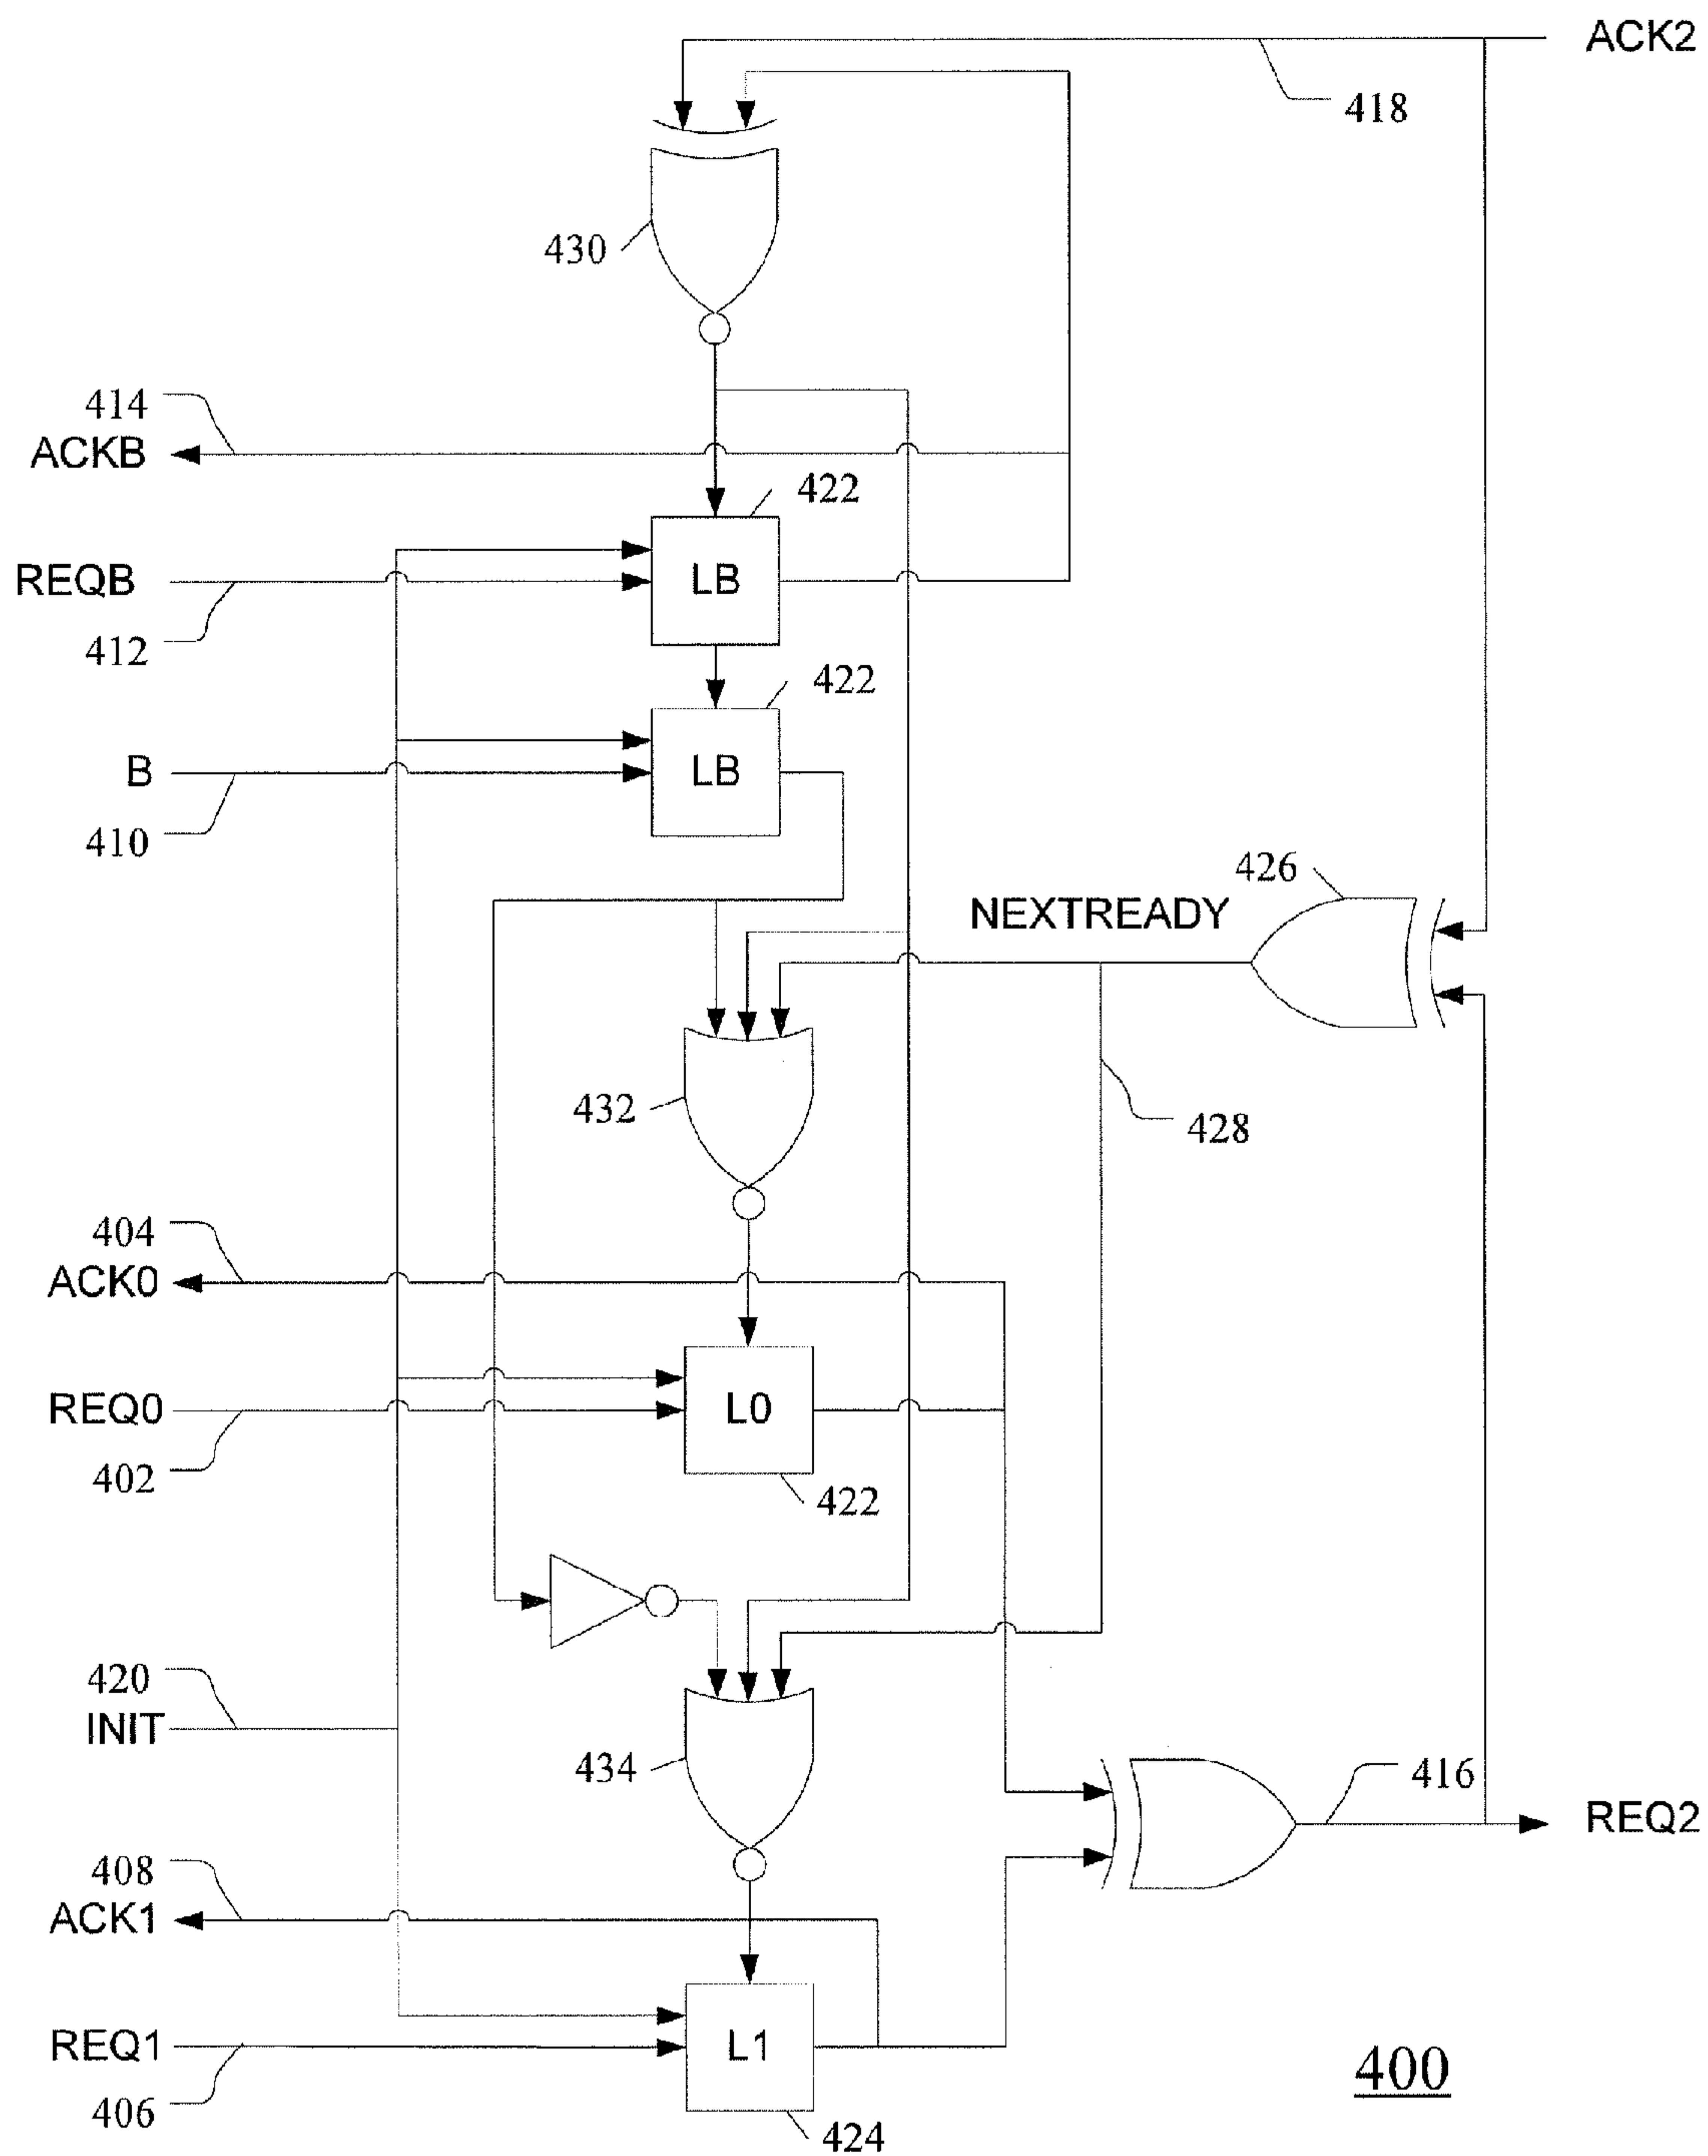 ACK2
418
430
414
ACKB
422
LB
REQB
412
422
LB
B
410
426
NEXTREADY
432
428
404
ACK0
REQ0
L0
402
422
420
INIT
434
416
REQ2
408
ACK1
REQ1
L1
406
424
400